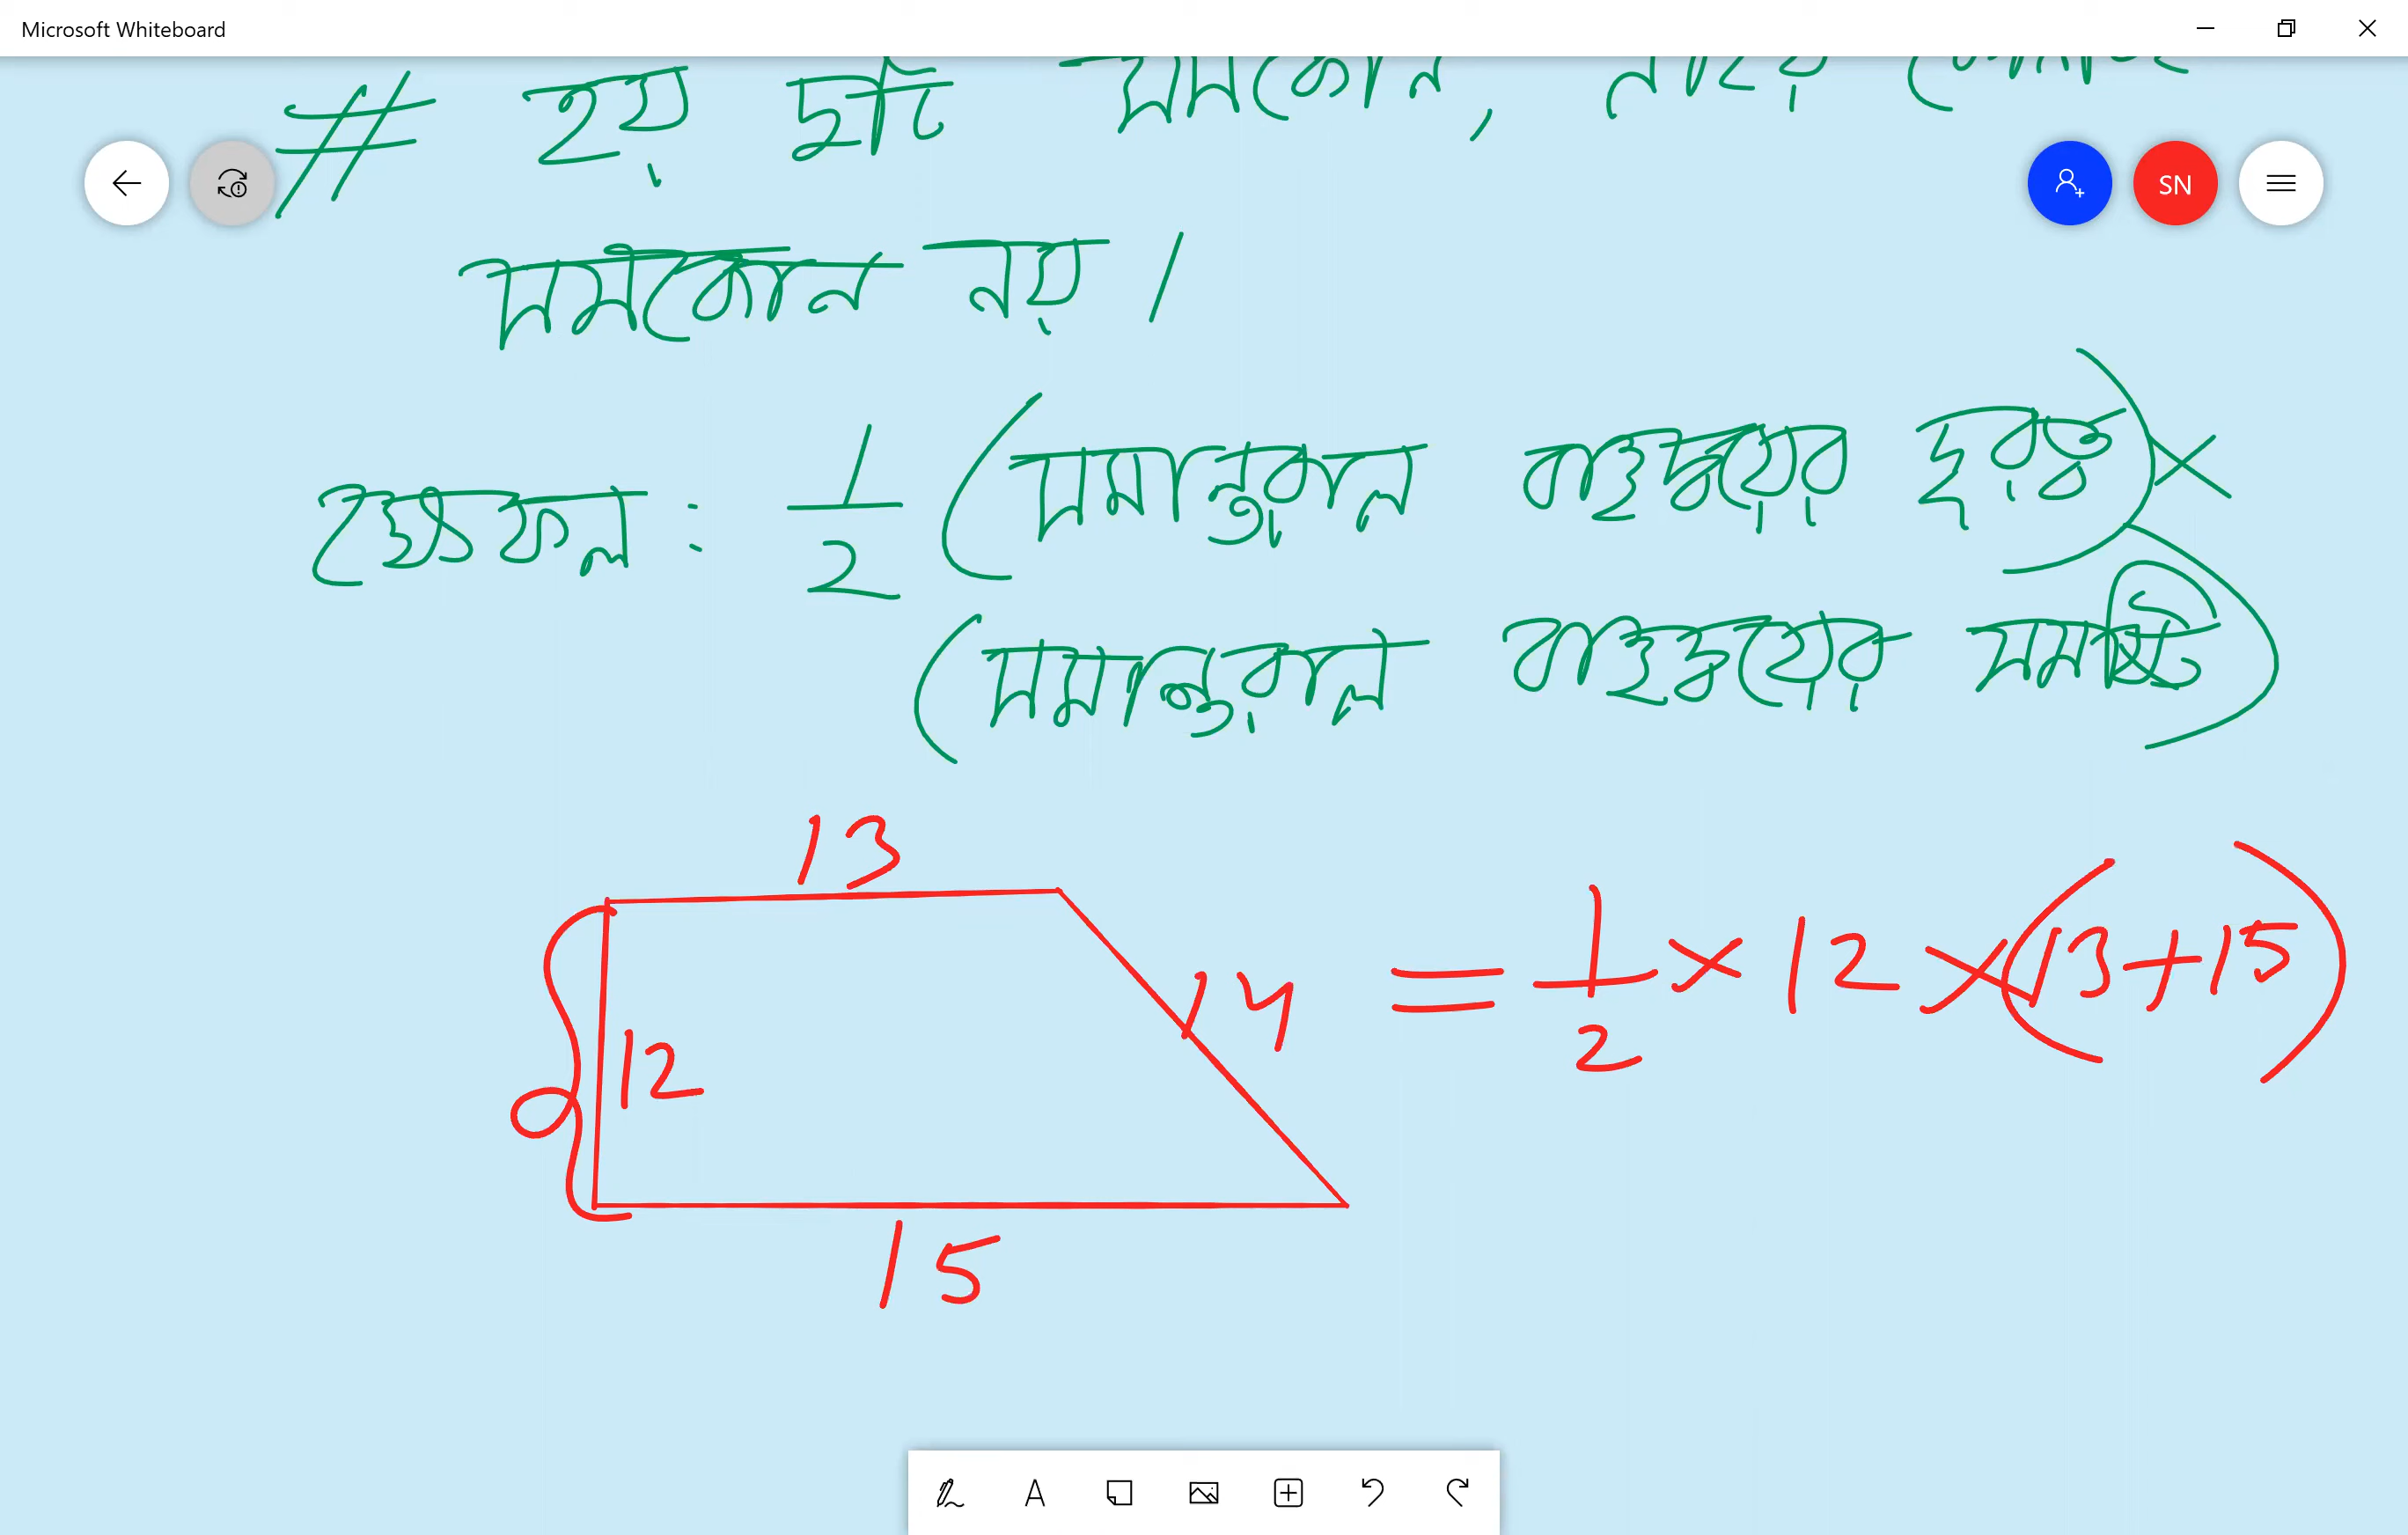 Microsoft Whiteboard
# হয় দুটি সমকোন, নাহয়
সমকোন নয়।
SN
ক্ষেত্রফল : 1/2 (সমান্তরাল বাহুদ্বয়ের দূরত্ব) ×
(সমান্তরাল বাহুদ্বয়ের সমষ্টি)
13
= 1/2 × 12 × (13+15)
14
12
15